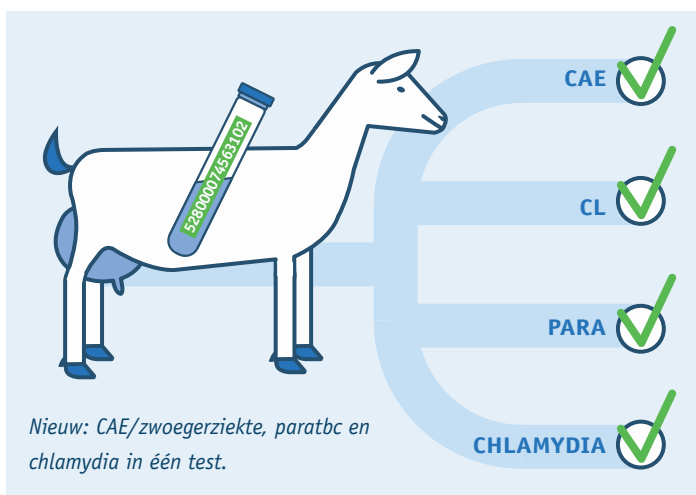 CAE
528000074563102
CL
PARA
Nieuw: CAE/zwoegerziekte, paratbc en
chlamydia in één test.
CHLAMYDIA